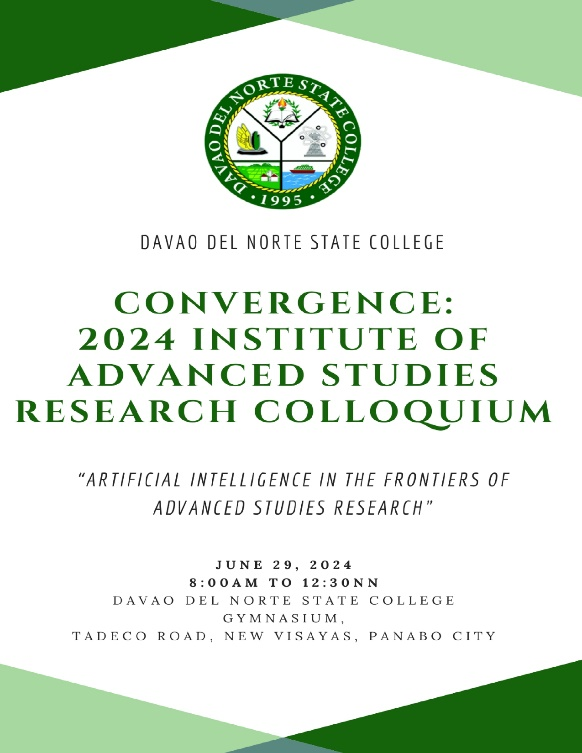 DAVAO DEL NORTE STATE COLLEGE
· 1995 ·
DAVAO DEL NORTE STATE COLLEGE
CONVERGENCE:
2024 INSTITUTE OF
ADVANCED STUDIES
RESEARCH COLLOQUIUM
“ARTIFICIAL INTELLIGENCE IN THE FRONTIERS OF
ADVANCED STUDIES RESEARCH”
JUNE 29, 2024
8:00AM TO 12:30NN
DAVAO DEL NORTE STATE COLLEGE
GYMNASIUM,
TADECO ROAD, NEW VISAYAS, PANABO CITY